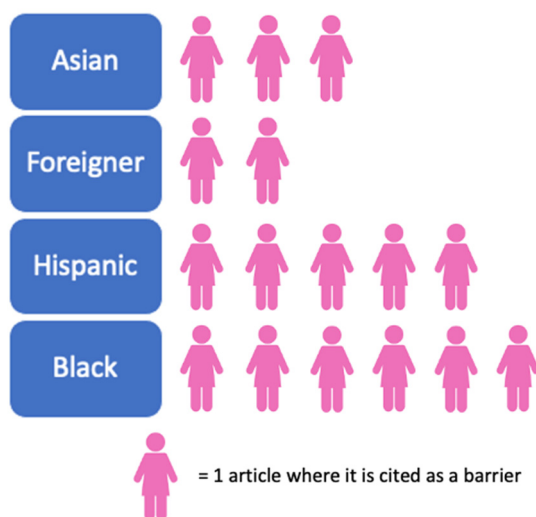 Asian
Foreigner
Hispanic
Black
= 1 article where it is cited as a barrier